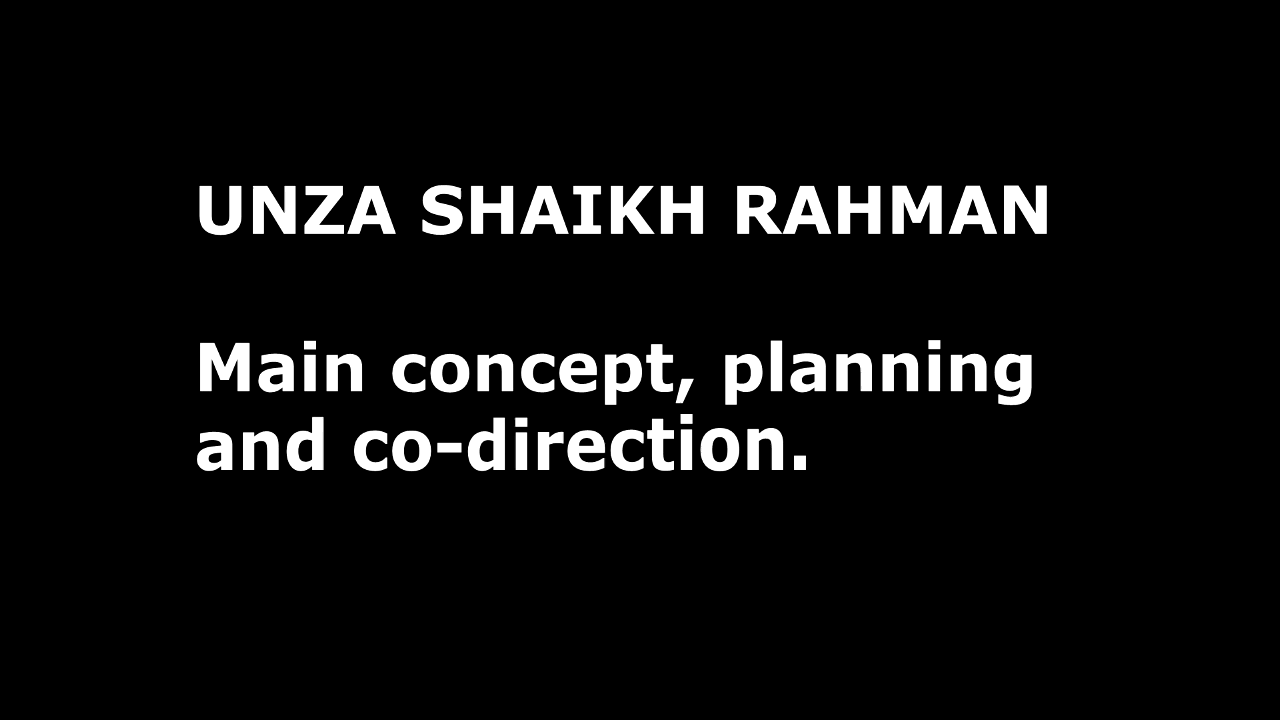 UNZA SHAIKH RAHMAN
Main concept, planning
and co-direction.